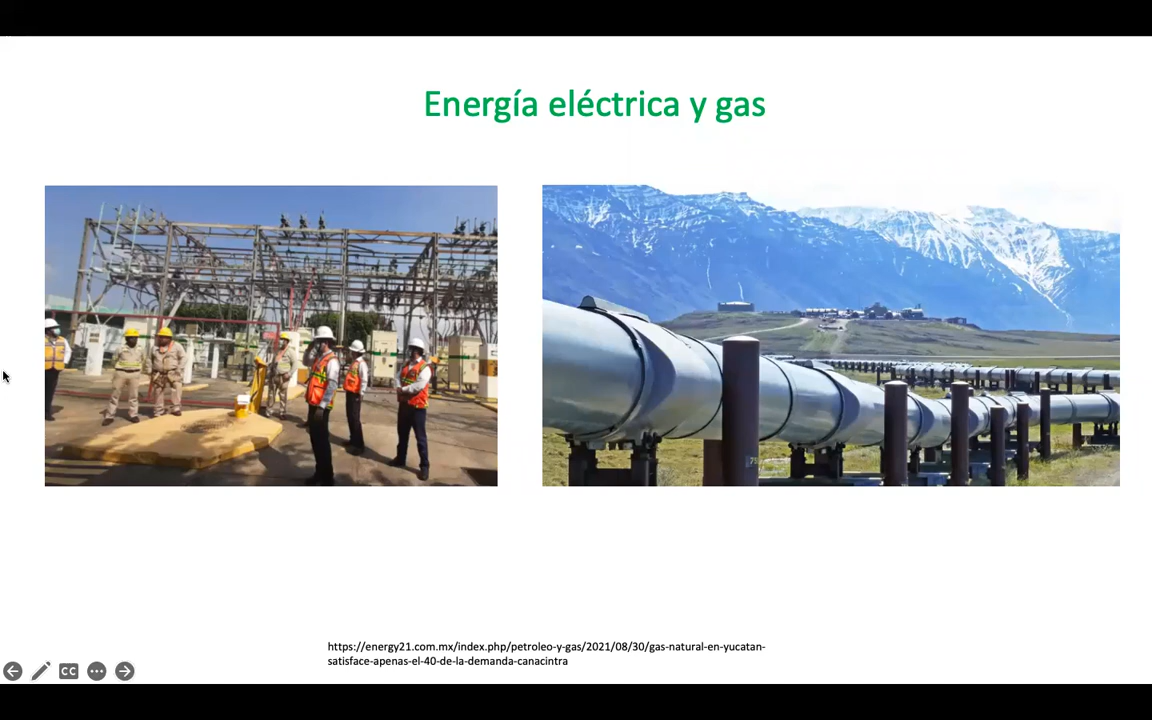 Energía eléctrica y gas
https://energy21.com.mx/index.php/petroleo-y-gas/2021/08/30/gas-natural-en-yucatan-
satisface-apenas-el-40-de-la-demanda-canacintra
CC